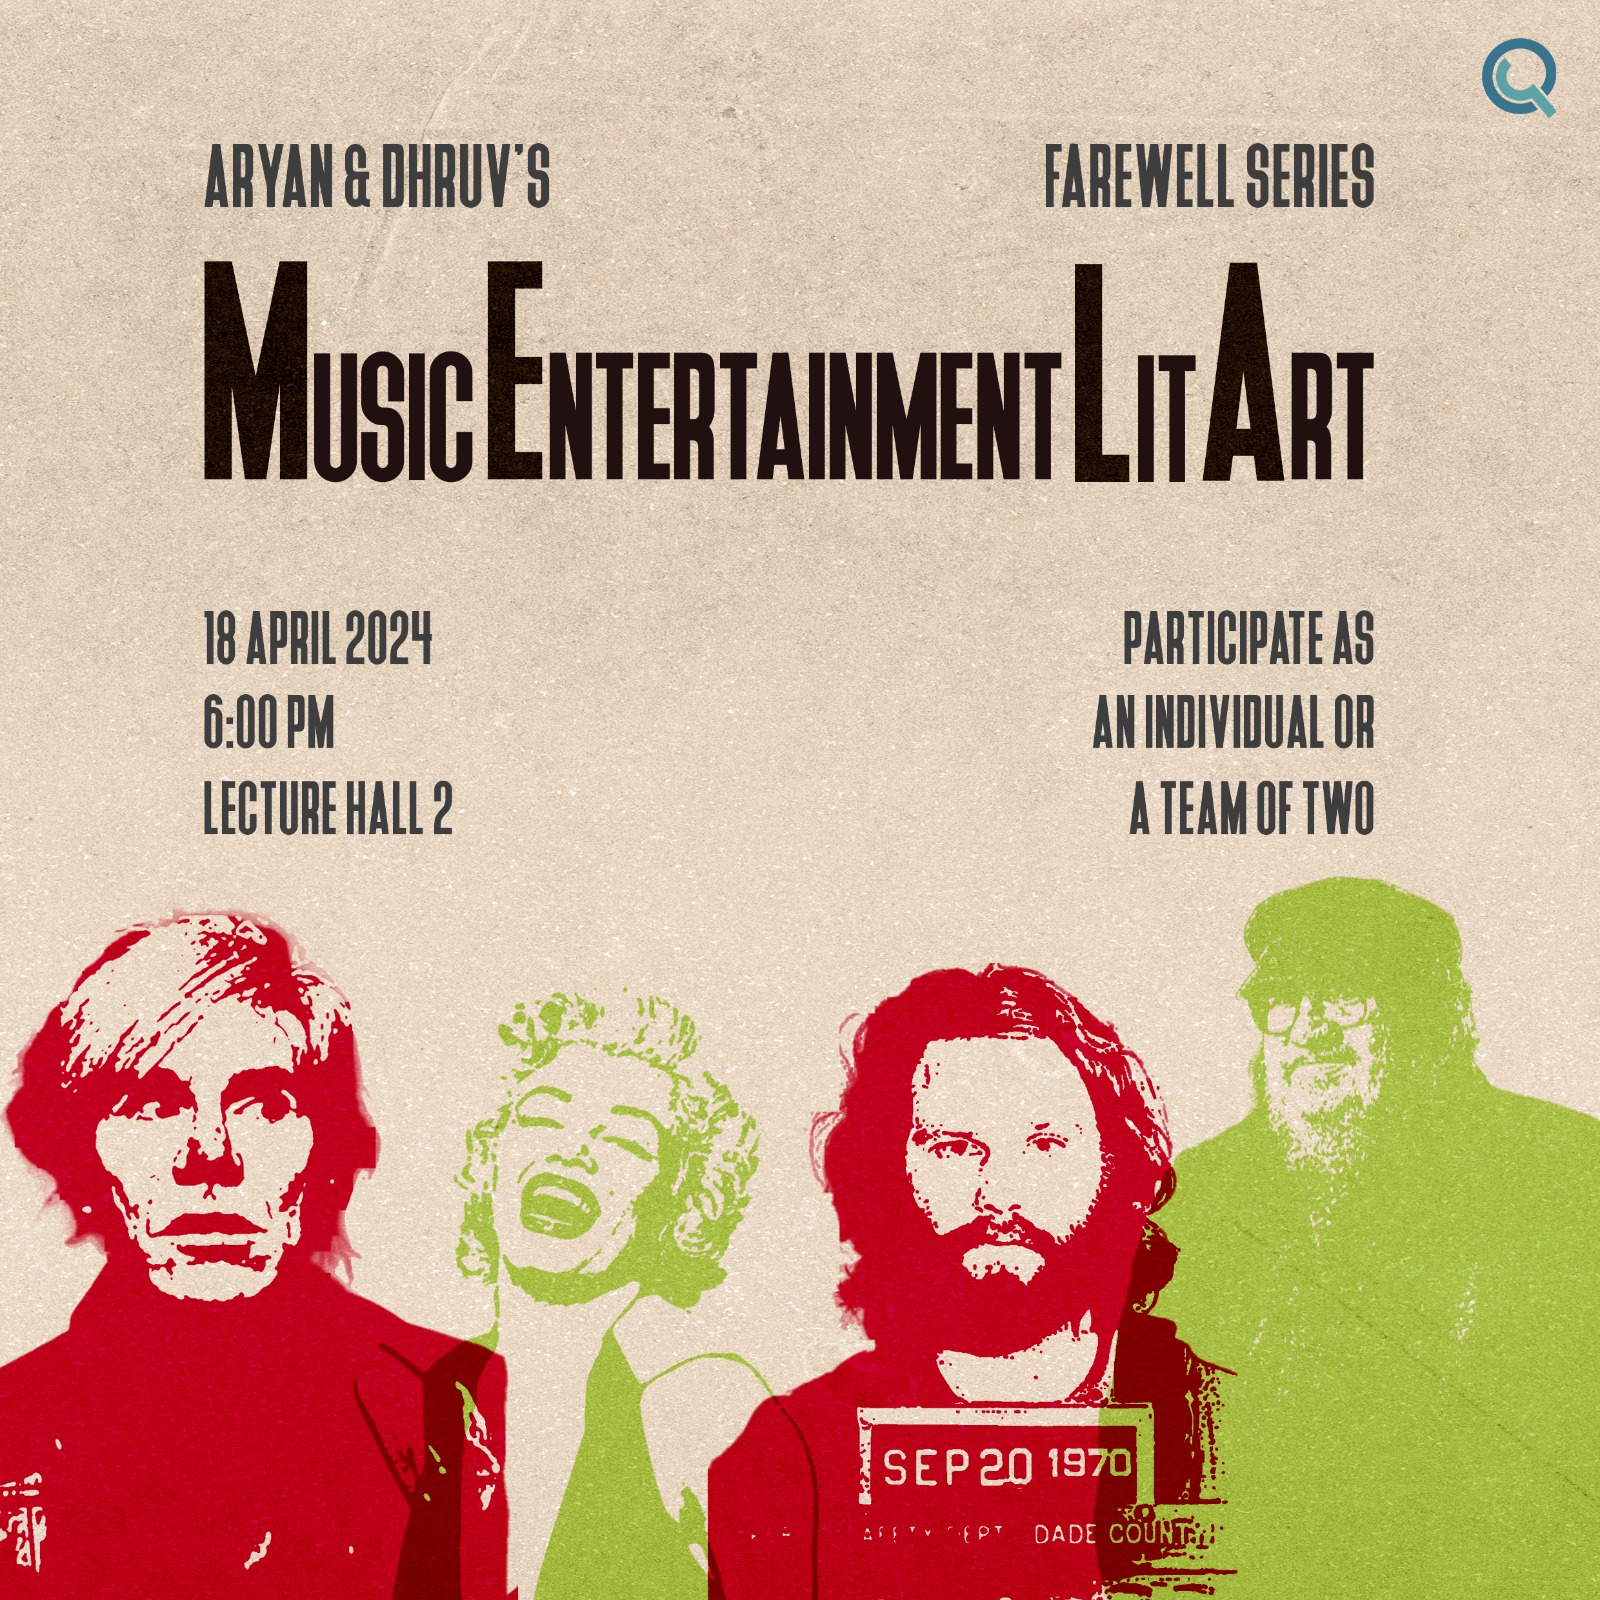 ARYAN & DHRUV'S
FAREWELL SERIES
MUSIC ENTERTAINMENT LIT ART
18 APRIL 2024
6:00 PM
LECTURE HALL 2
PARTICIPATE AS
AN INDIVIDUAL OR
A TEAM OF TWO
SEP 20 1970
DADE COUNTY